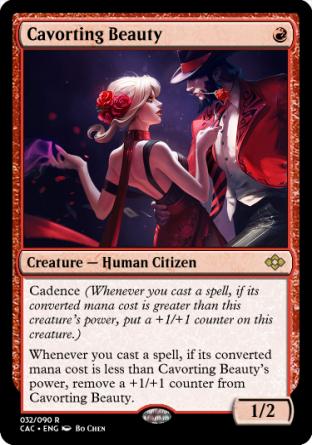 Cavorting Beauty
Creature — Human Citizen
Cadence (Whenever you cast a spell, if its
converted mana cost is greater than this
creature's power, put a +1/+1 counter on
this creature.)
Whenever you cast a spell, if its converted
mana cost is less than Cavorting Beauty's
power, remove a +1/+1 counter from
Cavorting Beauty.
1/2
032/090 R
CAC • ENG Bo Chen